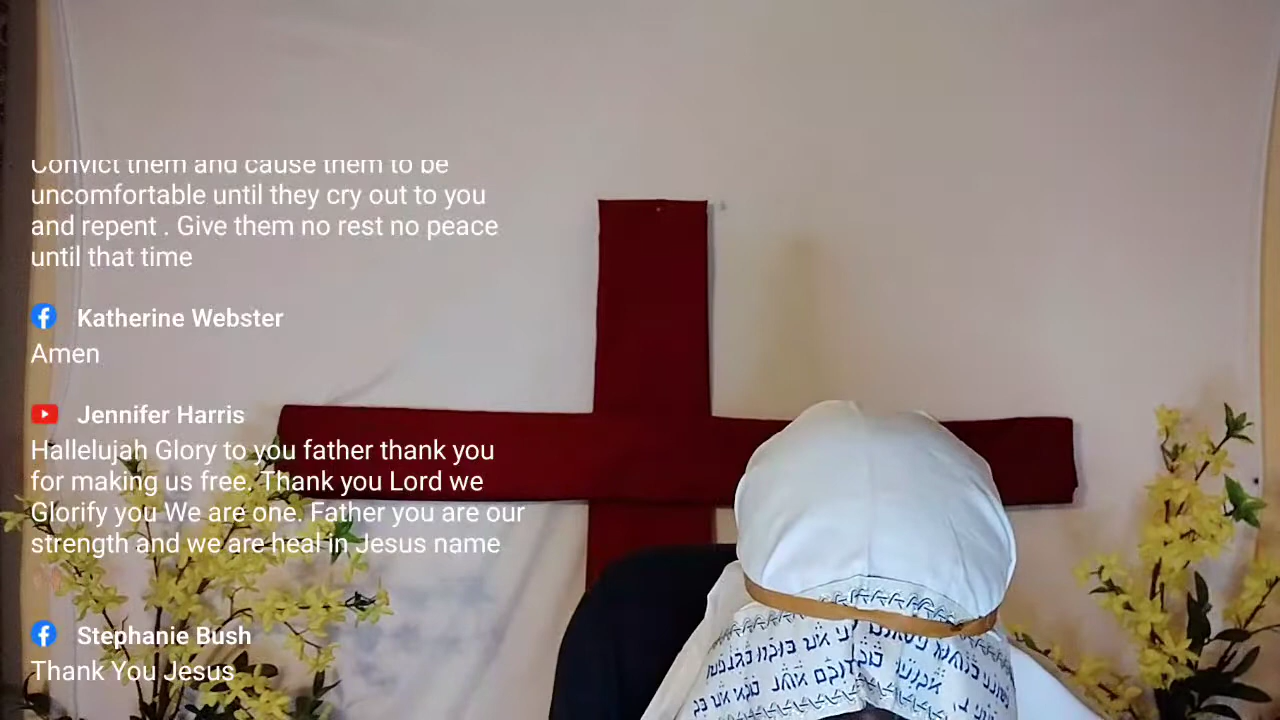 Convict them and cause them to be
uncomfortable until they cry out to you
and repent . Give them no rest no peace
until that time
Katherine Webster
Amen
Jennifer Harris
Hallelujah Glory to you father thank you
for making us free. Thank you Lord we
Glorify you We are one. Father you are our
strength and we are heal in Jesus name
Stephanie Bush
Thank You Jesus